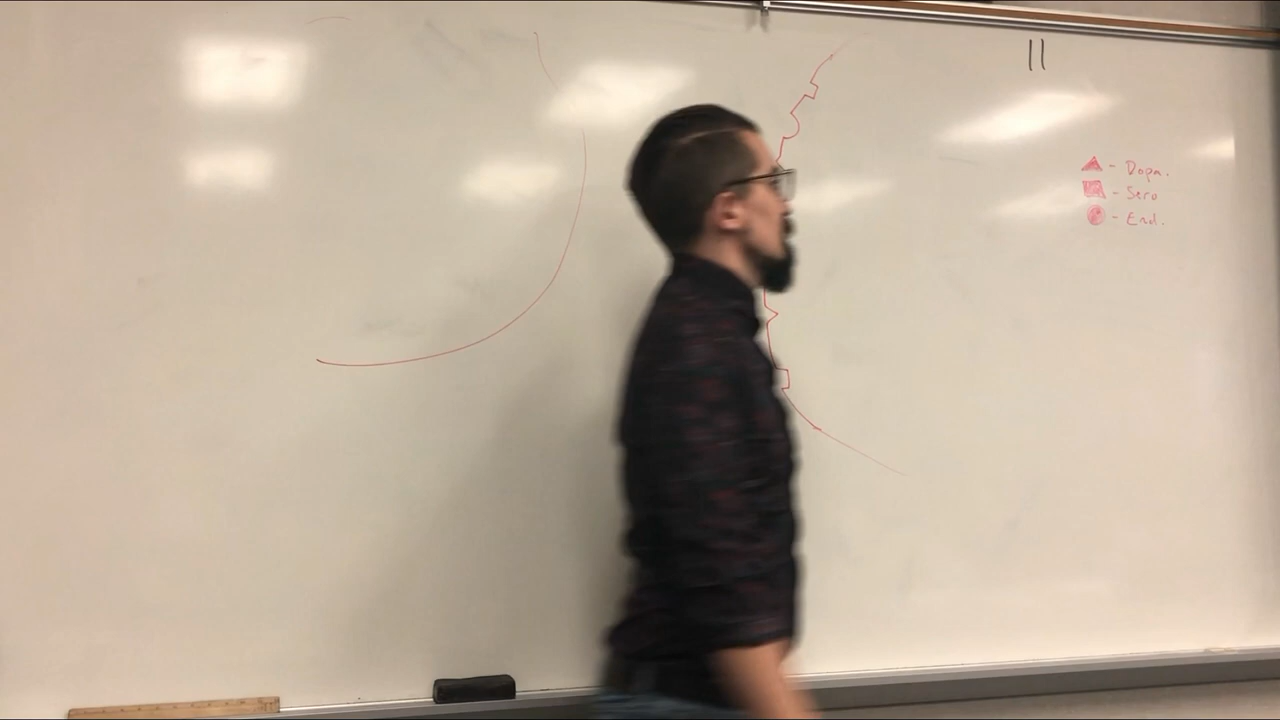 11
- Dopa.
- Sero
- End.